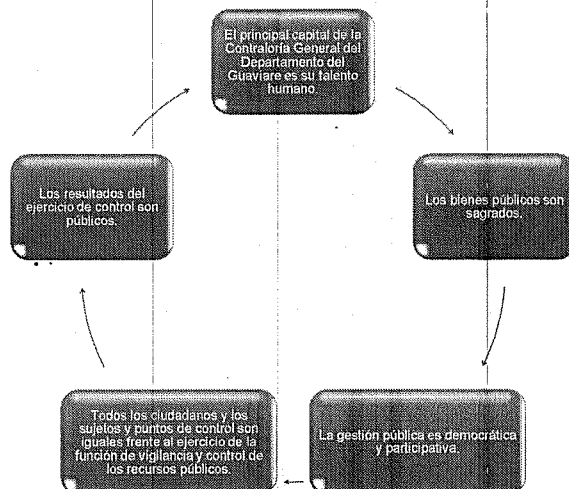 El principal capital de la
Contraloría General del
Departamento del
Guaviare es su talento
humano
Los bienes públicos son
sagrados.
La gestión pública es democrática
y participativa.
Todos los ciudadanos y los
sujetos y puntos de control son
iguales frente al ejercicio de la
función de vigilancia y control de
los recursos públicos.
Los resultados del
ejercicio de control son
públicos.